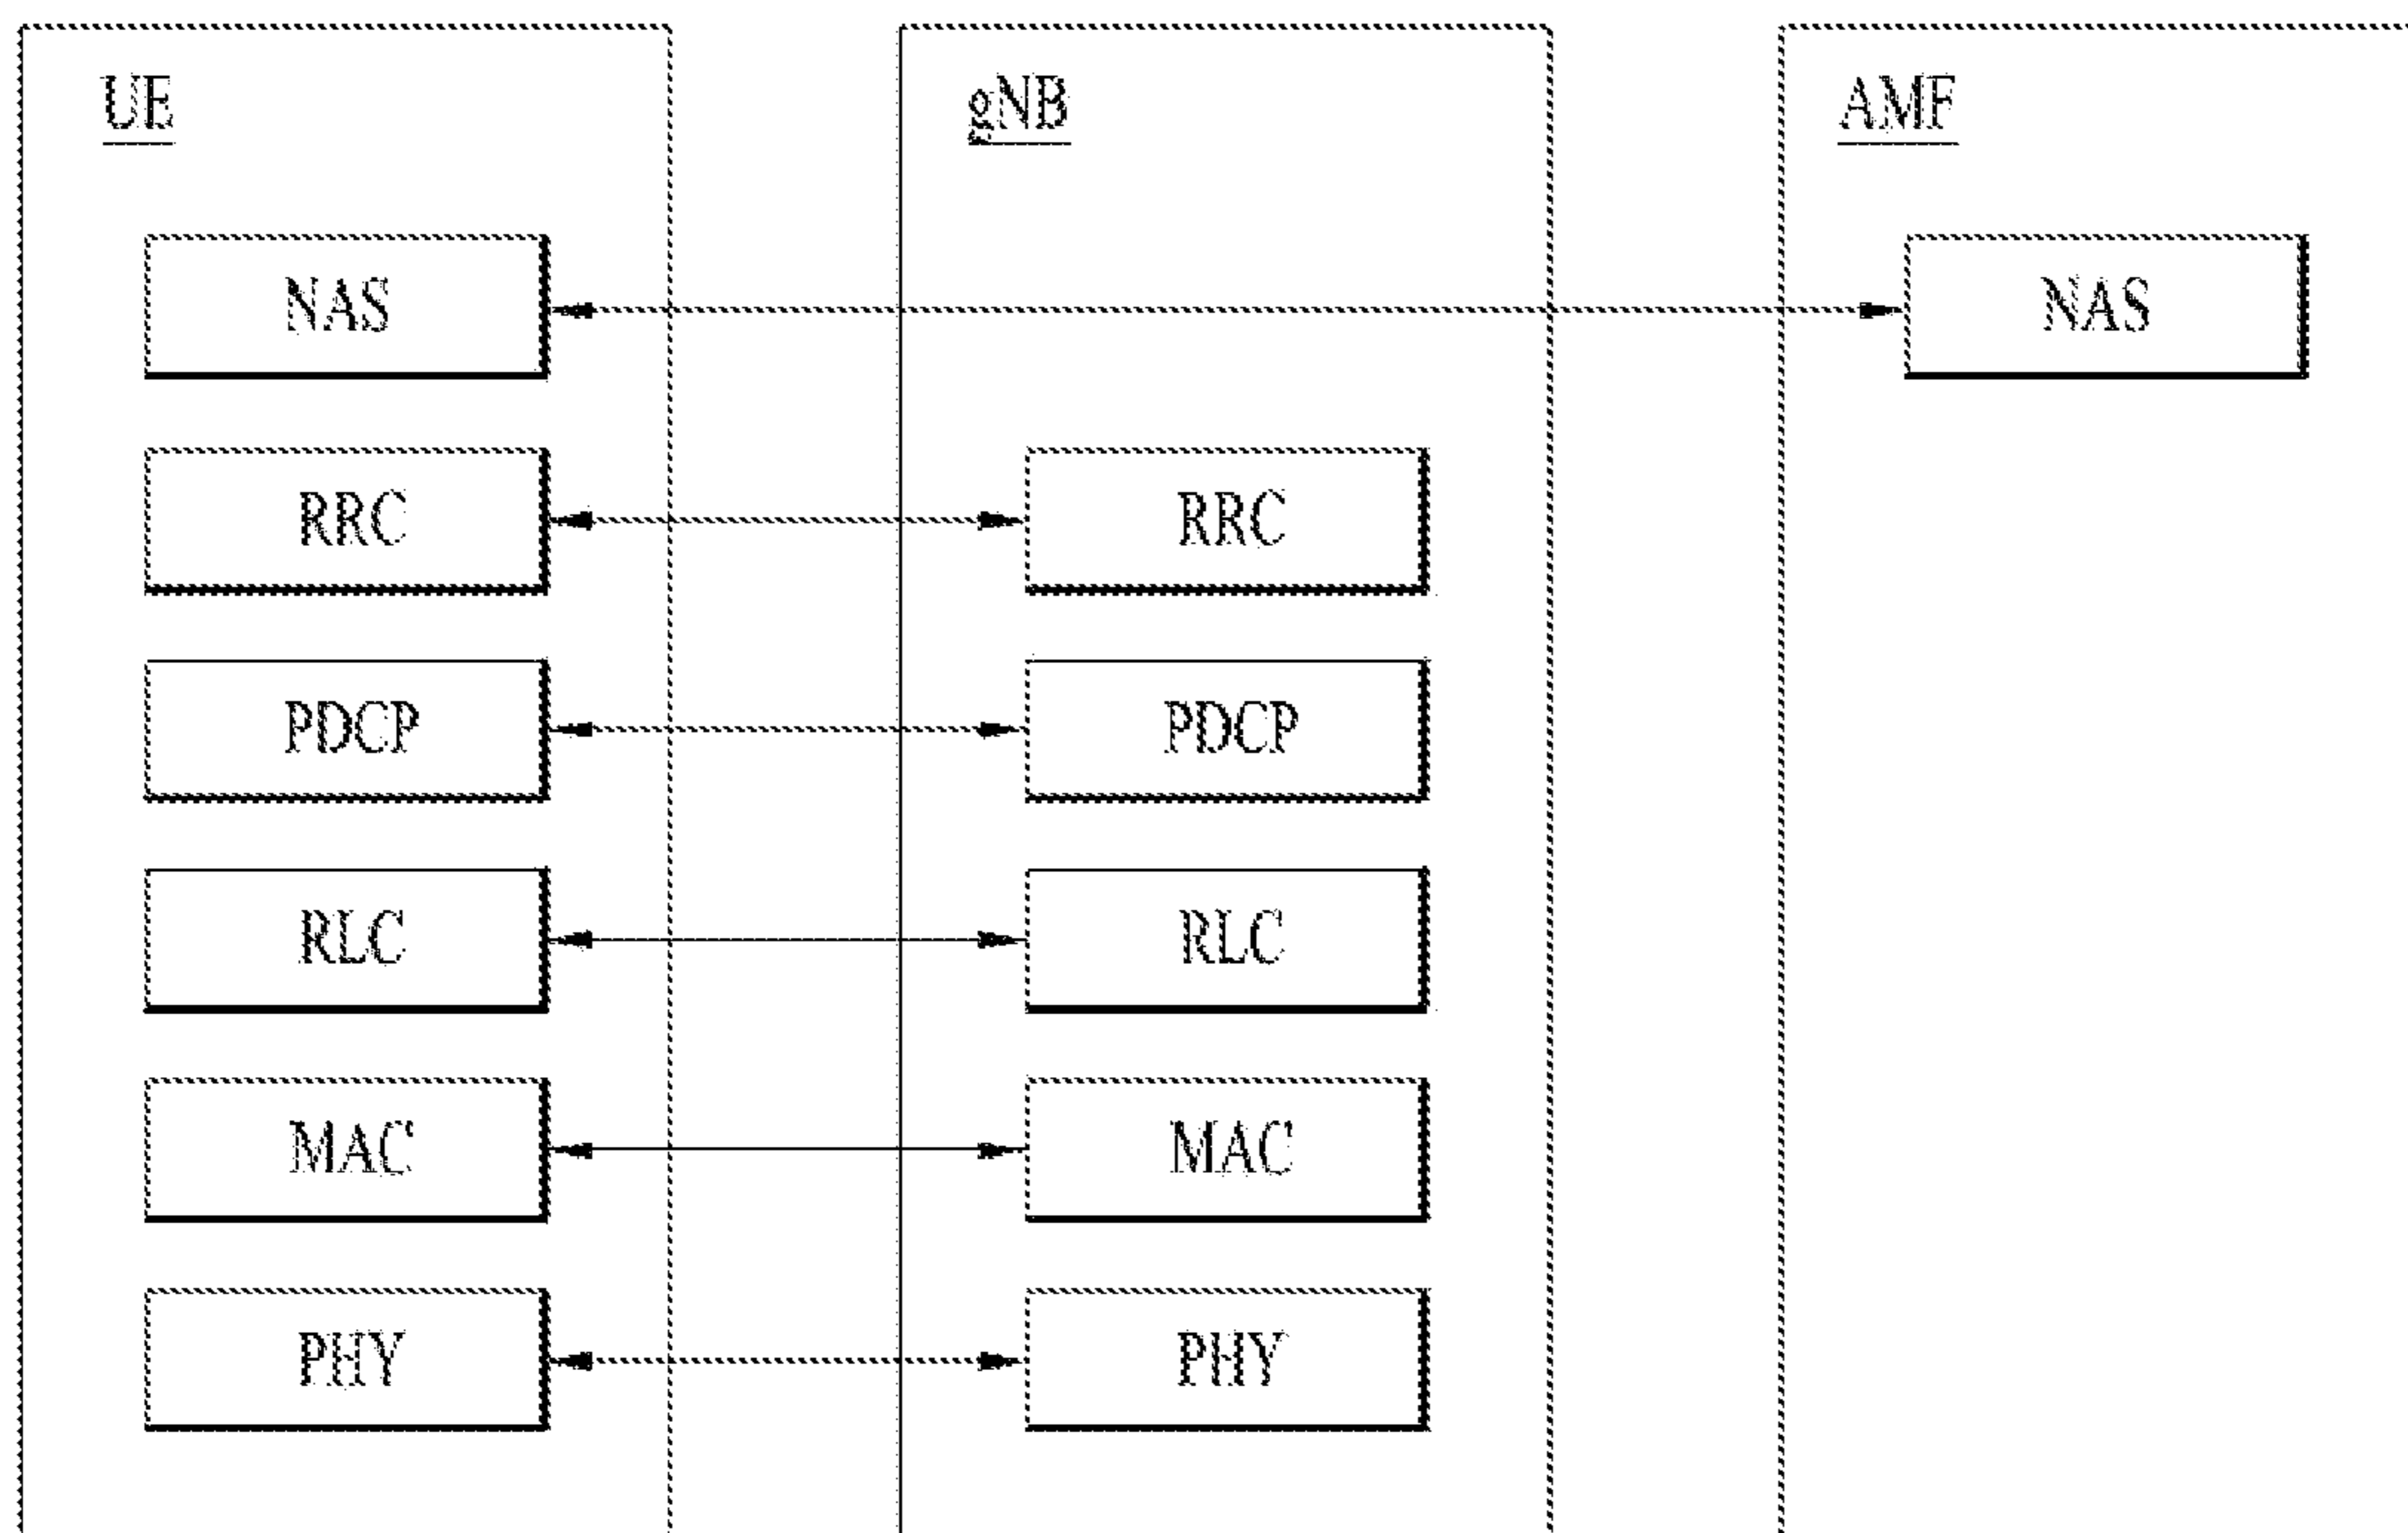 UE gNB AMF
NAS NAS
RRC RRC
PDCP PDCP
RLC RLC
MAC MAC
PHY PHY